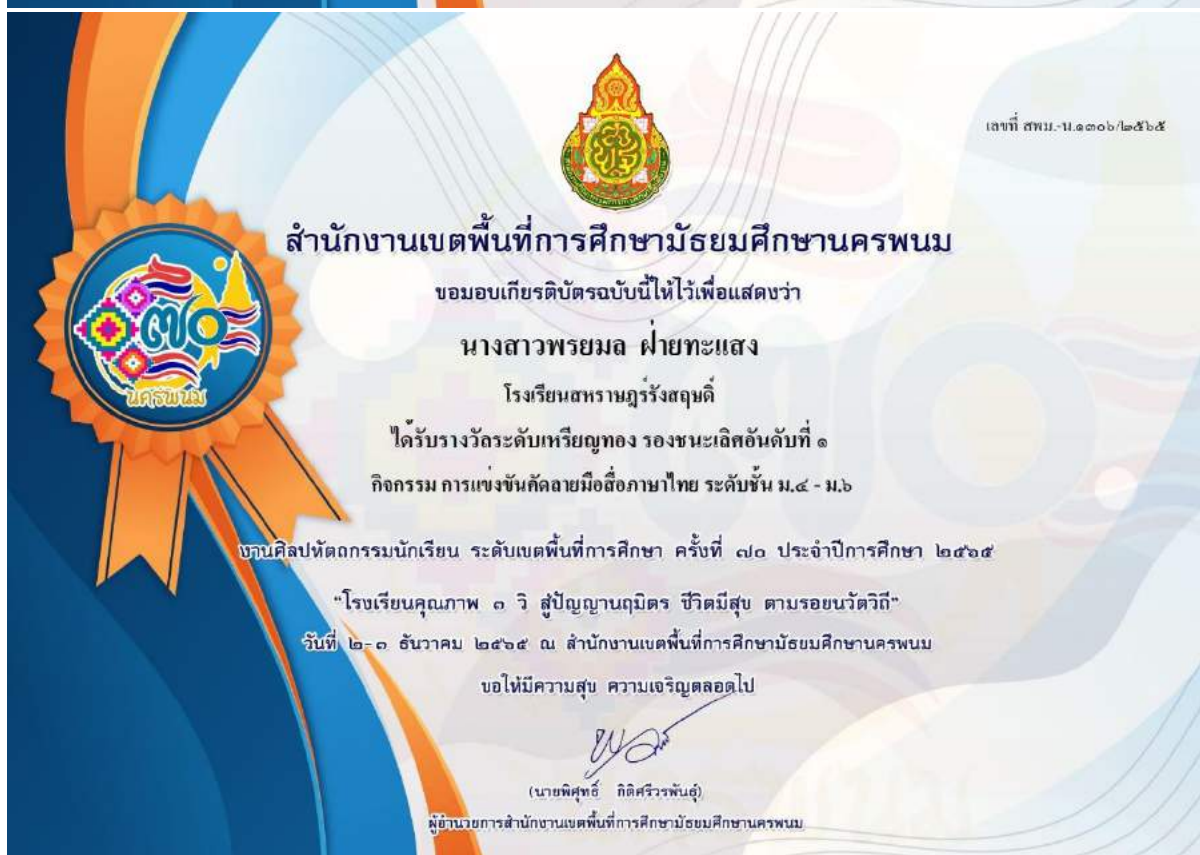 เลขที่ สพม.-น.๑๓๐๖/๒๕๖๕
สำนักงานเขตพื้นที่การศึกษามัธยมศึกษานครพนม
ขอมอบเกียรติบัตรฉบับนี้ให้ไว้เพื่อแสดงว่า
นางสาวพรยมล ฝ่ายทะแสง
โรงเรียนสหราษฎร์รังสฤษดิ์
ได้รับรางวัลระดับเหรียญทอง รองชนะเลิศอันดับที่ ๑
กิจกรรม การแข่งขันคัดลายมือสื่อภาษาไทย ระดับชั้น ม.๔ - ม.๖
งานศิลปหัตถกรรมนักเรียน ระดับเขตพื้นที่การศึกษา ครั้งที่ ๗๐ ประจำปีการศึกษา ๒๕๖๕
"โรงเรียนคุณภาพ ๓ วิ สู่ปัญญานฤมิตร ชีวิตมีสุข ตามรอยนวัตวิถี"
วันที่ ๒-๓ ธันวาคม ๒๕๖๕ ณ สำนักงานเขตพื้นที่การศึกษามัธยมศึกษานครพนม
ขอให้มีความสุข ความเจริญตลอดไป
(นายพิศุทธิ์ กิติศรีวรพันธุ์)
ผู้อำนวยการสำนักงานเขตพื้นที่การศึกษามัธยมศึกษานครพนม
๗๐
นครพนม